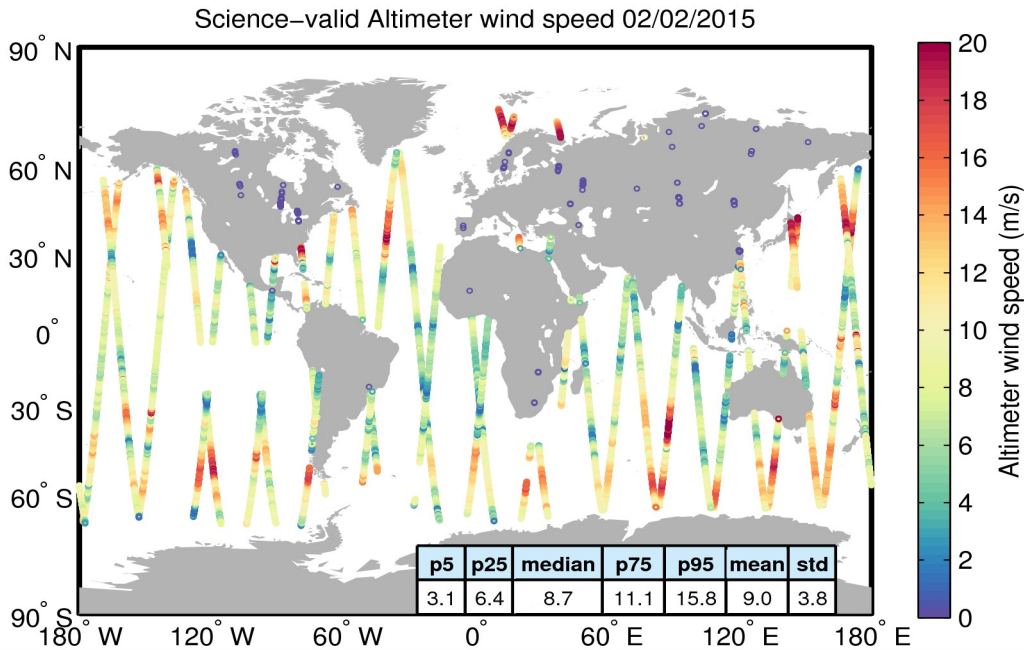 Science-valid Altimeter wind speed 02/02/2015
90° N
60° N
30° N
0°
30° S
60° S
90° S
180° W
120° W
60° W
0°
60° E
120° E
180° E
p5 p25 median p75 p95 mean std
3.1 6.4 8.7 11.1 15.8 9.0 3.8
20
18
16
14
12
10
8
6
4
2
0
Altimeter wind speed (m/s)